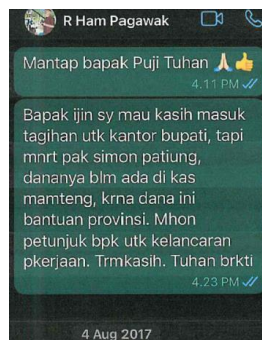 R Ham Pagawak
Mantap bapak Puji Tuhan 🙏👍
4.11 PM
Bapak ijin sy mau kasih masuk
tagihan utk kantor bupati, tapi
mnrt pak simon patiung,
dananya blm ada di kas
mamteng, krna dana ini
bantuan provinsi. Mhon
petunjuk bpk utk kelancaran
pkerjaan. Trmkasih. Tuhan brkti
4.23 PM
4 Aug 2017